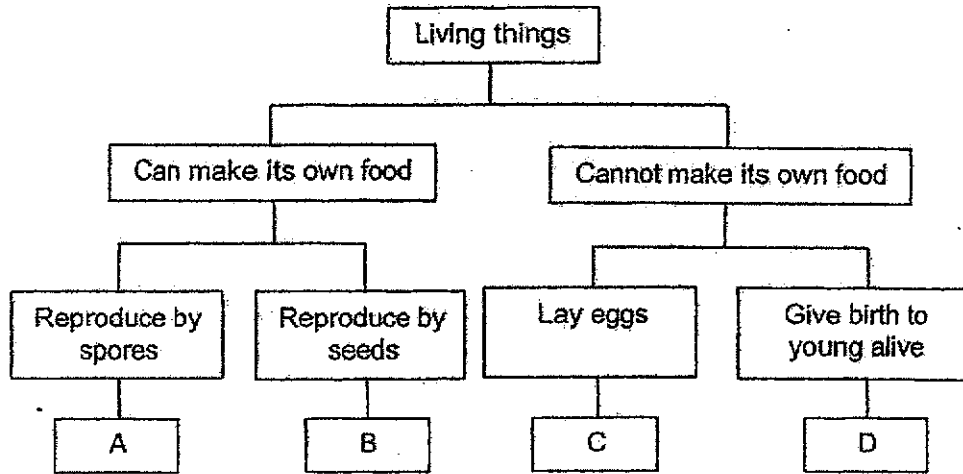 Living things
Can make its own food
Cannot make its own food
Reproduce by
spores
Reproduce by
seeds
Lay eggs
Give birth to
young alive
A
B
C
D